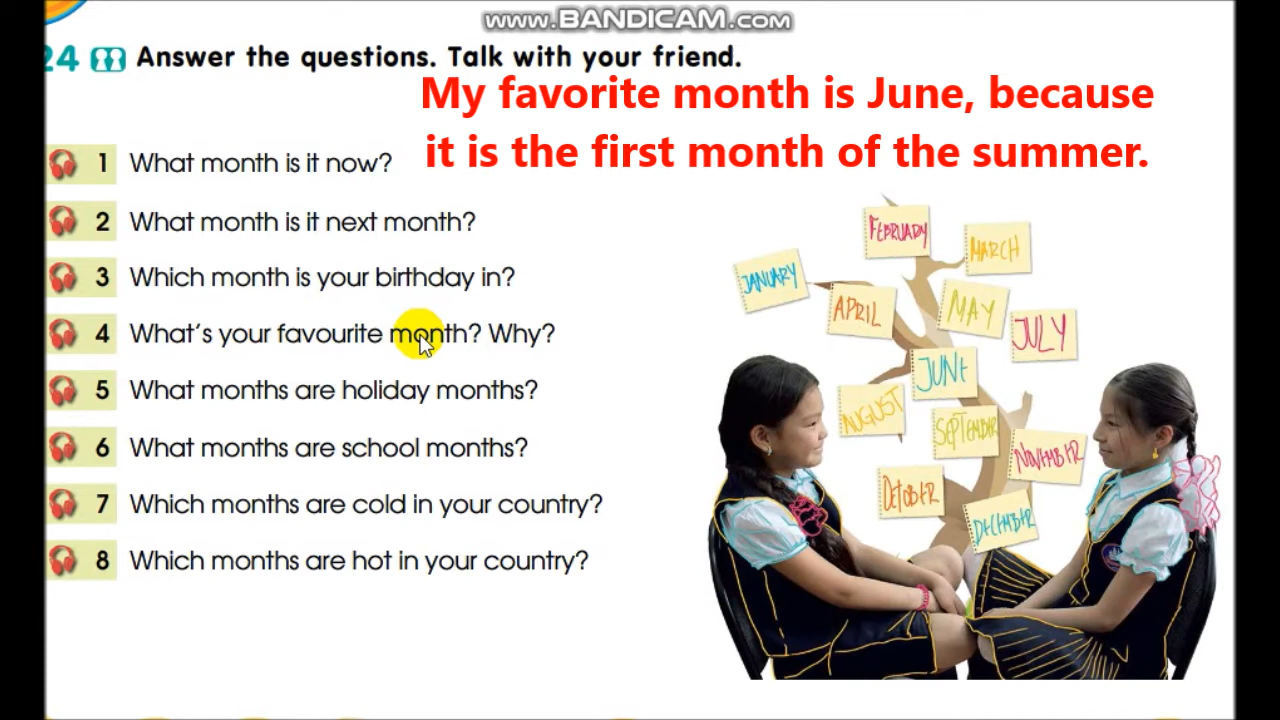 www.BANDICAM.com
24 Answer the questions. Talk with your friend.
My favorite month is June, because
it is the first month of the summer.
1 What month is it now?
2 What month is it next month?
3 Which month is your birthday in?
4 What's your favourite month? Why?
5 What months are holiday months?
6 What months are school months?
7 Which months are cold in your country?
8 Which months are hot in your country?
FEBRUARY
MARCH
JANUARY
APRIL
MAY
JULY
JUNE
AUGUST
SEPTEMBER
NOVEMBER
OCTOBER
DECEMBER